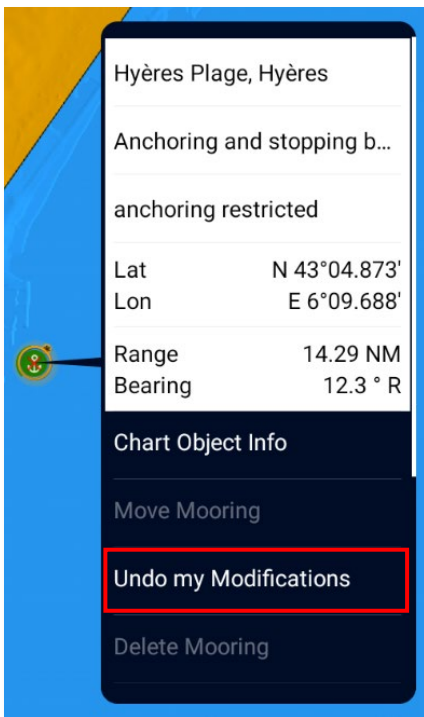 Hyères Plage, Hyères
Anchoring and stopping b...
anchoring restricted
Lat N 43°04.873'
Lon E 6°09.688'
Range 14.29 NM
Bearing 12.3 ° R
Chart Object Info
Move Mooring
Undo my Modifications
Delete Mooring